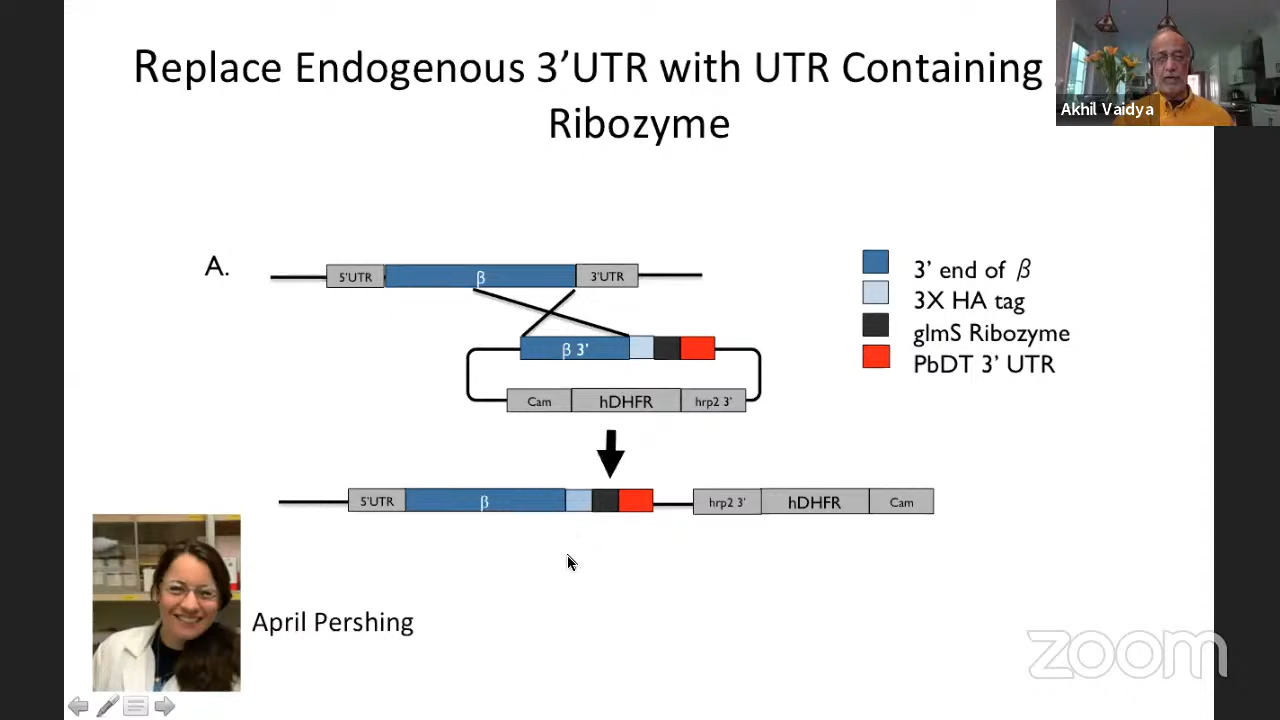 Replace Endogenous 3’UTR with UTR Containing
Ribozyme
Akhil Vaidya
A.
5'UTR β 3'UTR
β 3'
Cam hDHFR hrp2 3'
5'UTR β hrp2 3' hDHFR Cam
3' end of β
3X HA tag
glmS Ribozyme
PbDT 3' UTR
April Pershing
zoom